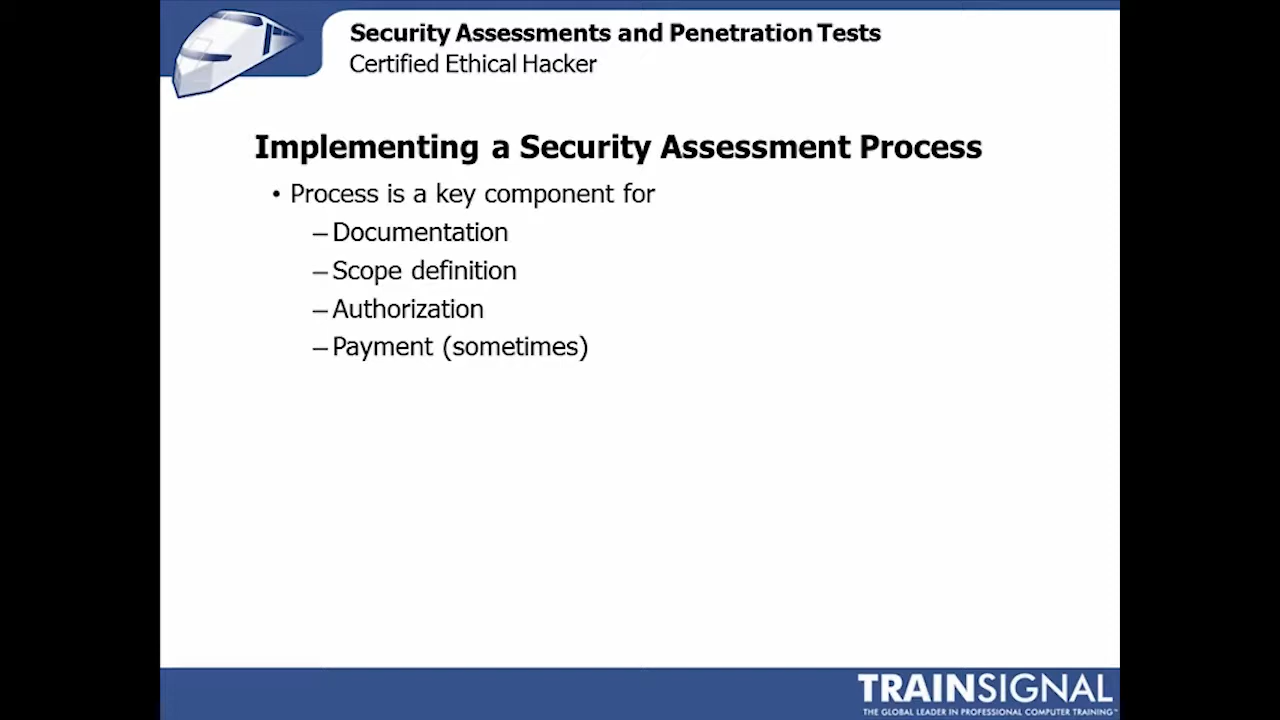 Security Assessments and Penetration Tests
Certified Ethical Hacker
Implementing a Security Assessment Process
• Process is a key component for
– Documentation
– Scope definition
– Authorization
– Payment (sometimes)
TRAINSIGNAL
THE GLOBAL LEADER IN PROFESSIONAL COMPUTER TRAINING™